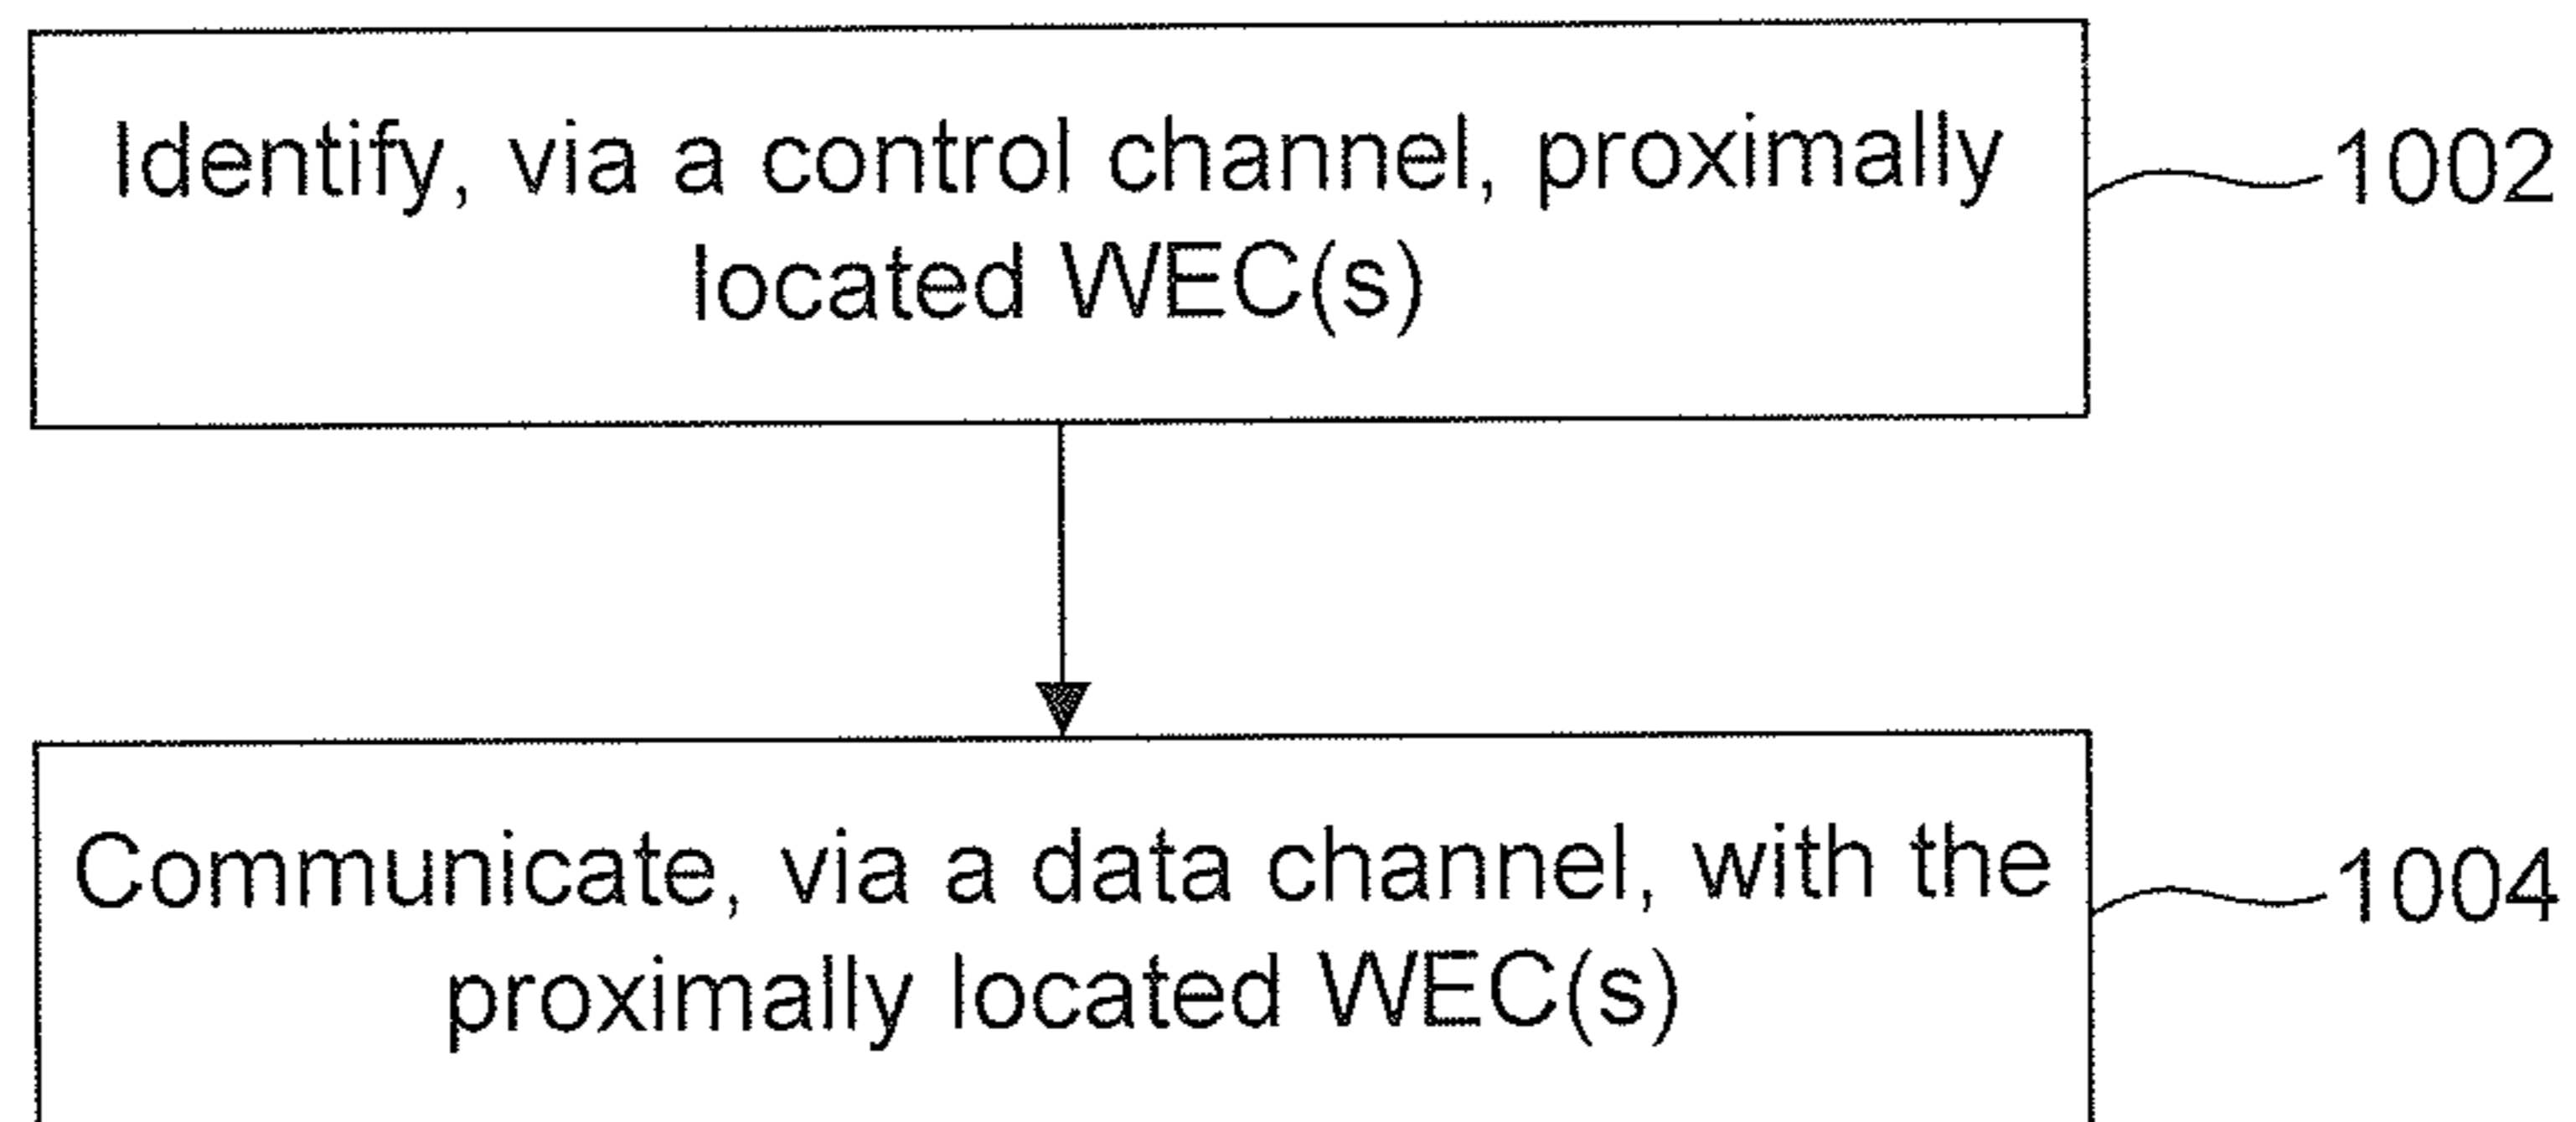 Identify, via a control channel, proximally
located WEC(s)
1002
Communicate, via a data channel, with the
proximally located WEC(s)
1004